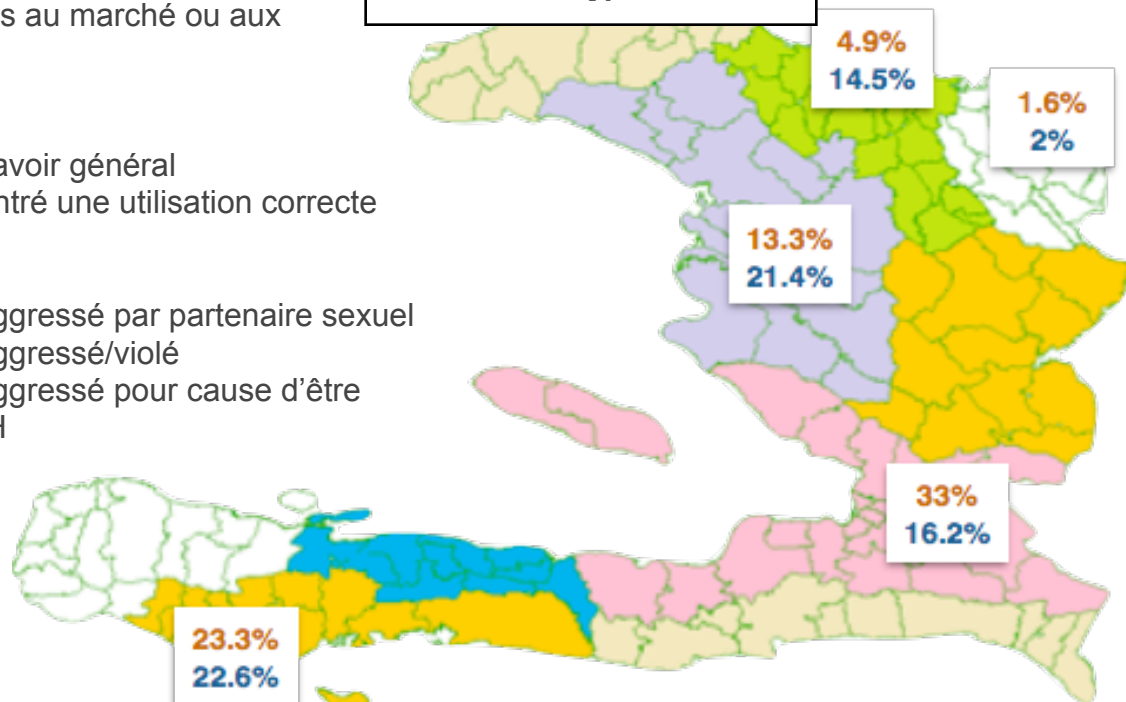 s au marché ou aux
avoir général
ntré une utilisation correcte
ggressé par partenaire sexuel
ggressé/violé
ggressé pour cause d’être
H
4.9%
14.5%
1.6%
2%
13.3%
21.4%
33%
16.2%
23.3%
22.6%